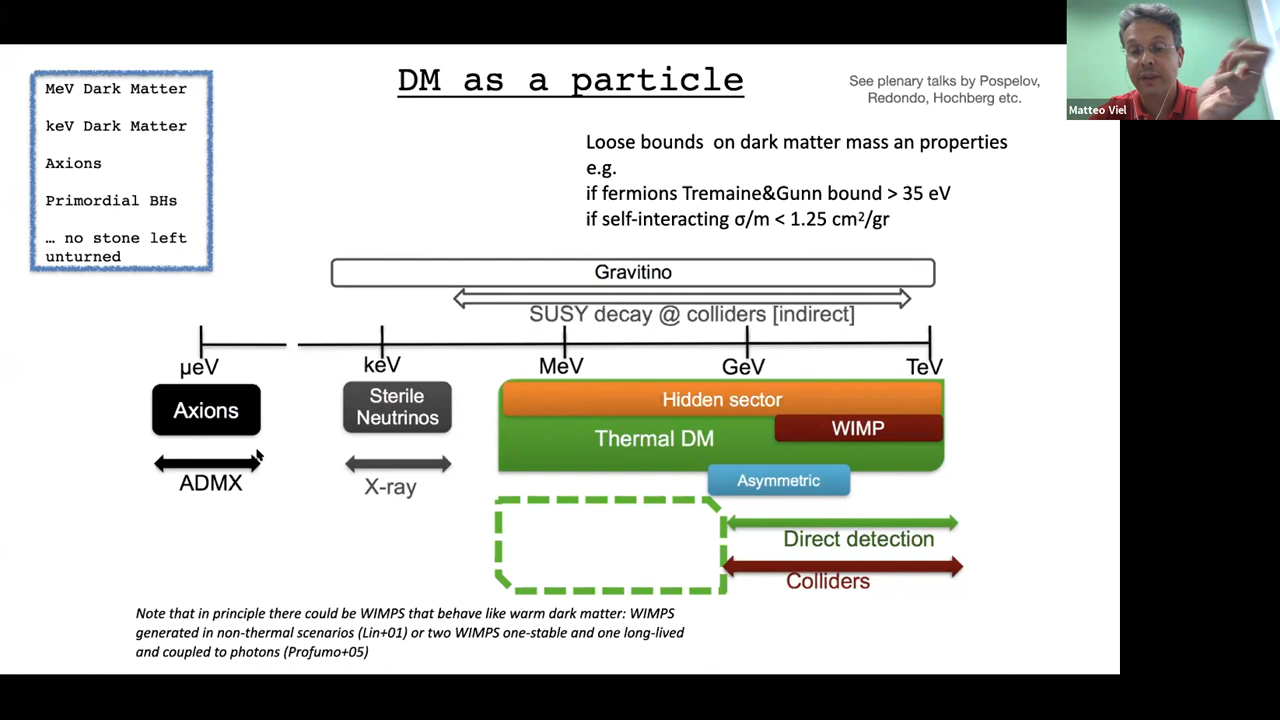 MeV Dark Matter
keV Dark Matter
Axions
Primordial BHs
… no stone left
unturned
DM as a particle
See plenary talks by Pospelov,
Redondo, Hochberg etc.
Matteo Viel
Loose bounds on dark matter mass an properties
e.g.
if fermions Tremaine&Gunn bound > 35 eV
if self-interacting σ/m < 1.25 cm²/gr
Gravitino
SUSY decay @ colliders [indirect]
μeV keV MeV GeV TeV
Axions
Sterile
Neutrinos
Hidden sector
WIMP
Thermal DM
Asymmetric
ADMX
X-ray
Direct detection
Colliders
Note that in principle there could be WIMPS that behave like warm dark matter: WIMPS
generated in non-thermal scenarios (Lin+01) or two WIMPS one-stable and one long-lived
and coupled to photons (Profumo+05)